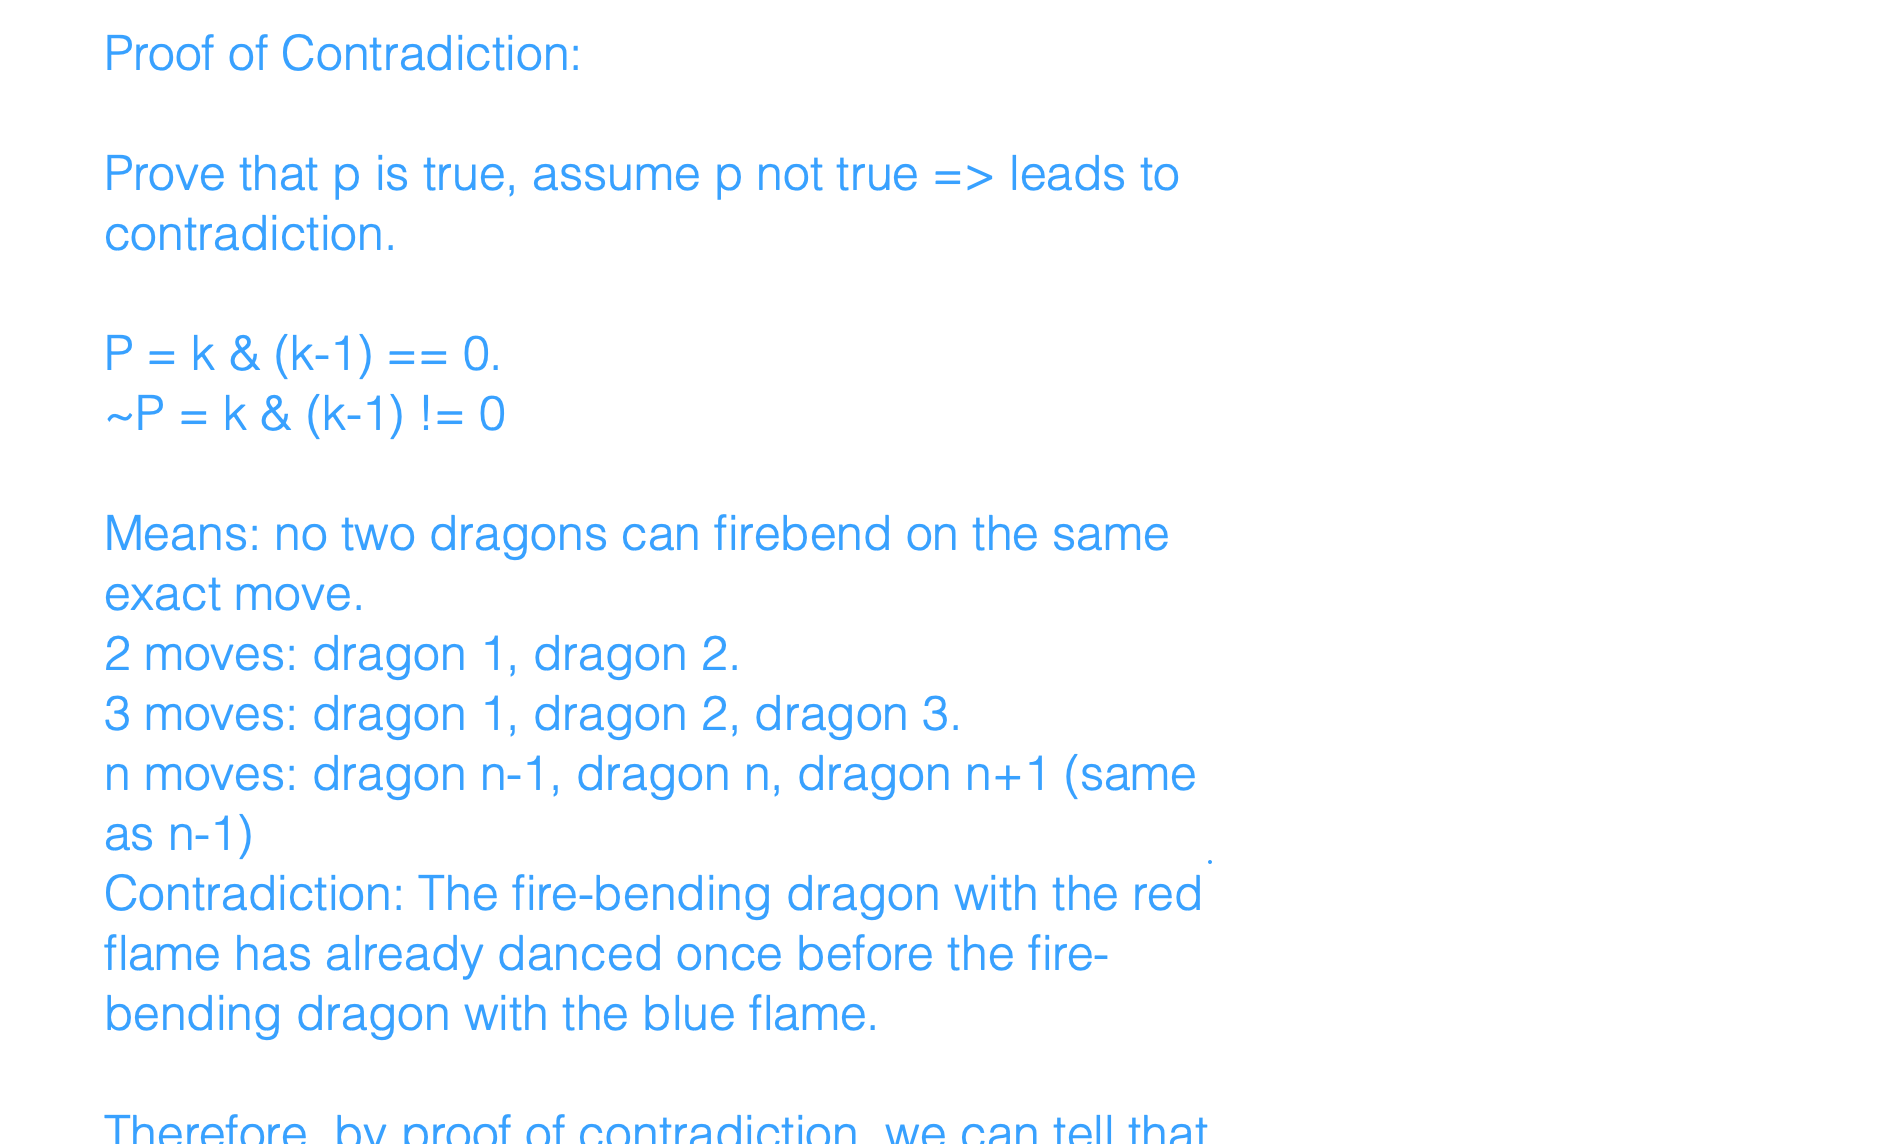 Proof of Contradiction:
Prove that p is true, assume p not true => leads to
contradiction.
P = k & (k-1) == 0.
~P = k & (k-1) != 0
Means: no two dragons can firebend on the same
exact move.
2 moves: dragon 1, dragon 2.
3 moves: dragon 1, dragon 2, dragon 3.
n moves: dragon n-1, dragon n, dragon n+1 (same
as n-1)
Contradiction: The fire-bending dragon with the red
flame has already danced once before the fire-
bending dragon with the blue flame.
Therefore, by proof of contradiction, we can tell that